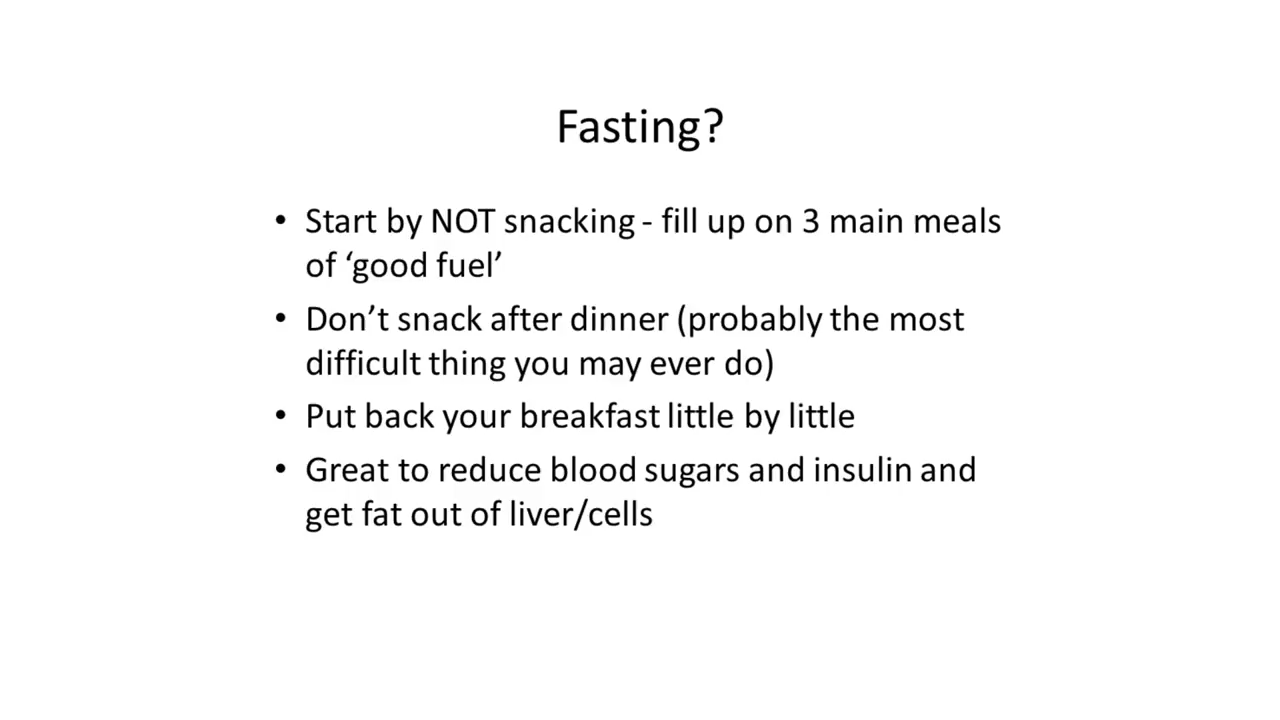 Fasting?
• Start by NOT snacking - fill up on 3 main meals
of ‘good fuel’
• Don’t snack after dinner (probably the most
difficult thing you may ever do)
• Put back your breakfast little by little
• Great to reduce blood sugars and insulin and
get fat out of liver/cells